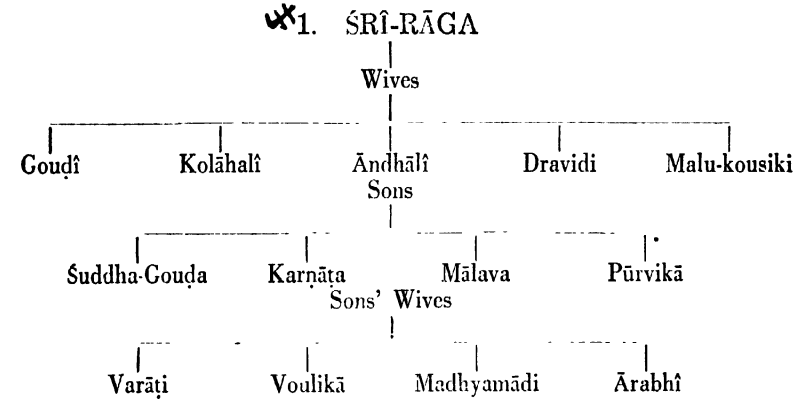 1. ŚRÎ-RĀGA
Wives
Gouḍî Kolāhalî Āndhālî Dravidi Malu-kousiki
Sons
Śuddha-Gouḍa Karṇāṭa Mālava Pūrvikā
Sons' Wives
Varāṭi Voulikā Madhyamādi Ārabhî